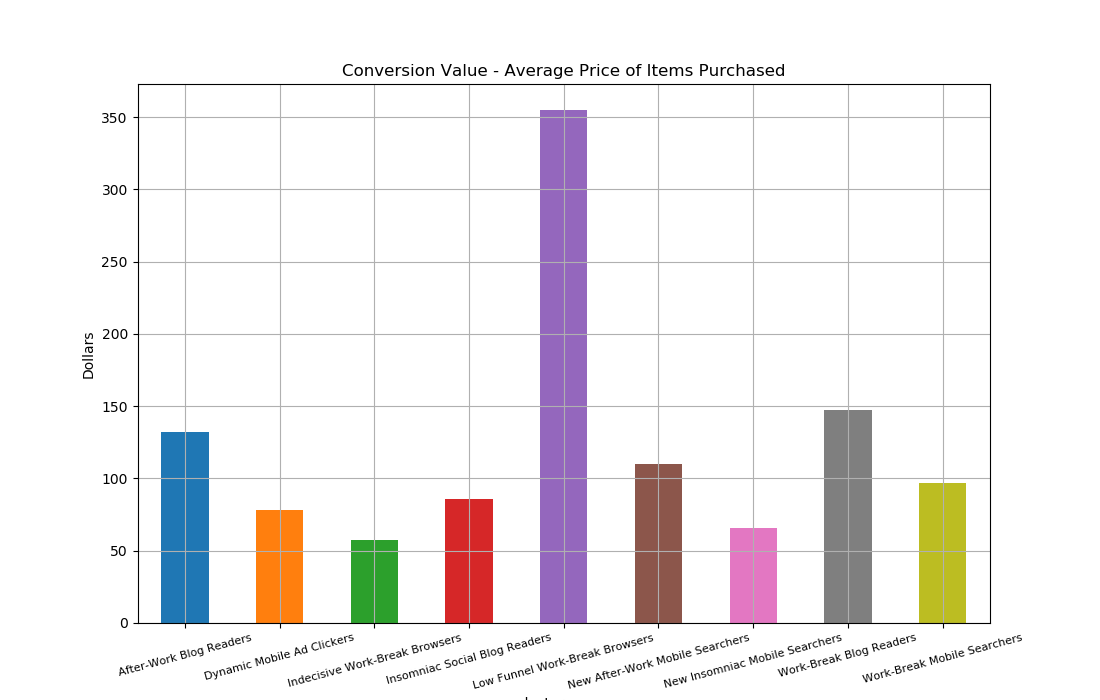 Conversion Value - Average Price of Items Purchased
Dollars
350
300
250
200
150
100
50
0
After-Work Blog Readers
Dynamic Mobile Ad Clickers
Indecisive Work-Break Browsers
Insomniac Social Blog Readers
Low Funnel Work-Break Browsers
New After-Work Mobile Searchers
New Insomniac Mobile Searchers
Work-Break Blog Readers
Work-Break Mobile Searchers